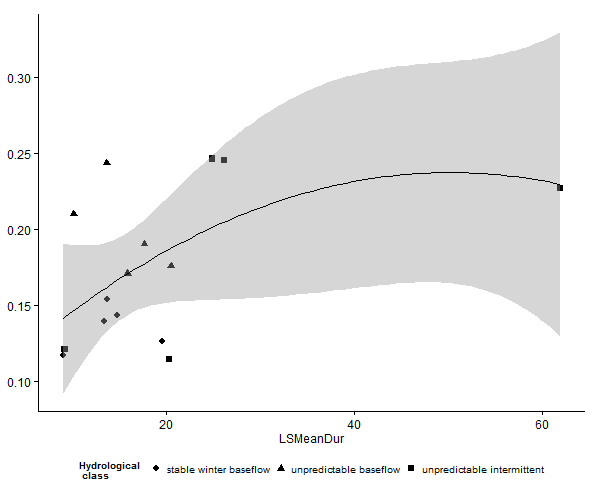 0.30
0.25
0.20
0.15
0.10
20 40 60
LSMeanDur
Hydrological
class
stable winter baseflow unpredictable baseflow unpredictable intermittent